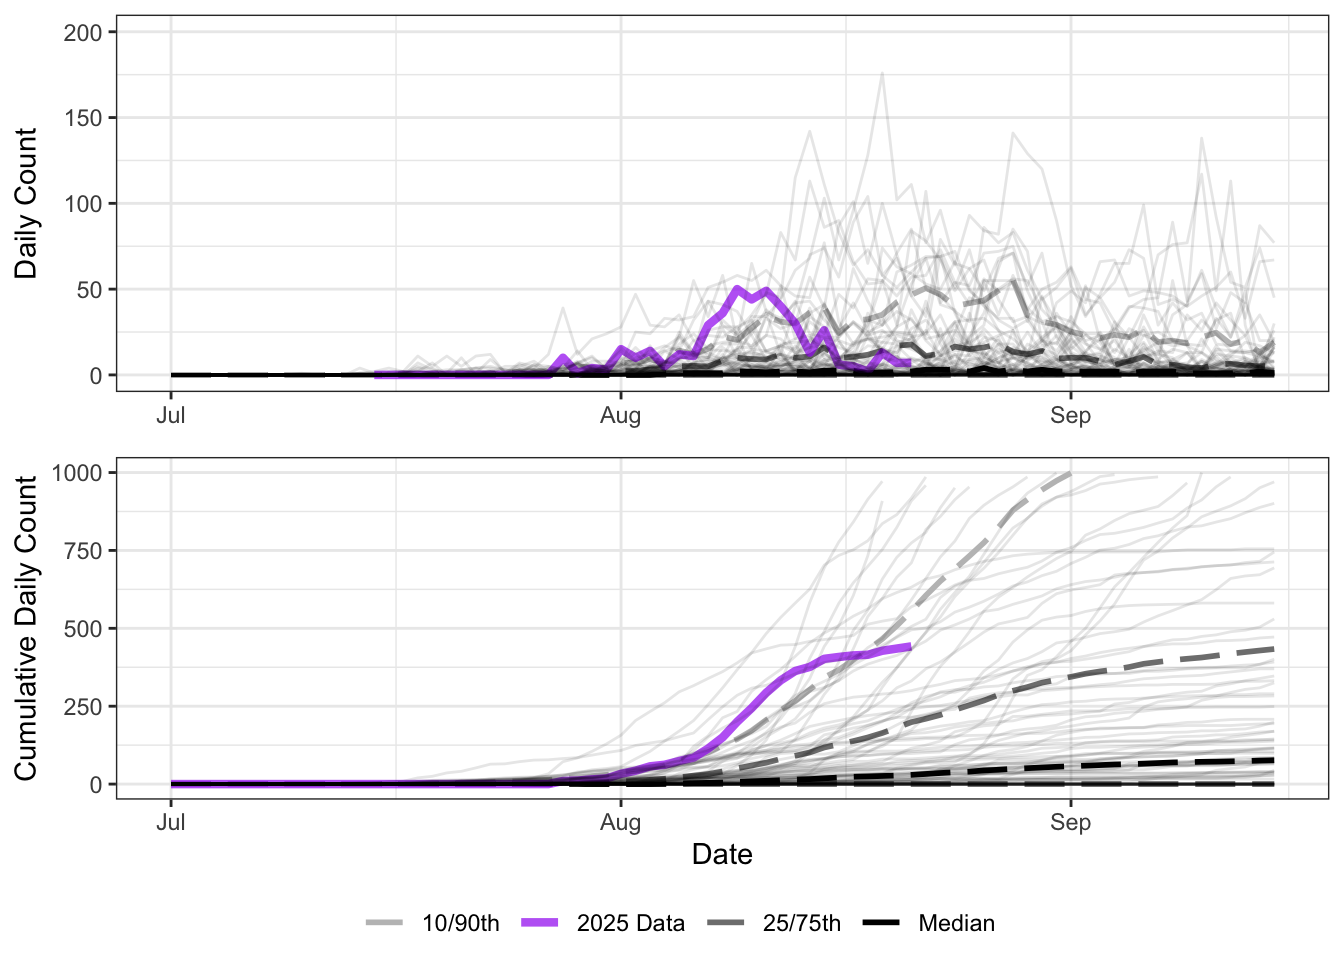 Daily Count
200
150
100
50
0
Jul Aug Sep
Cumulative Daily Count
1000
750
500
250
0
Jul Aug Sep
Date
10/90th 2025 Data 25/75th Median